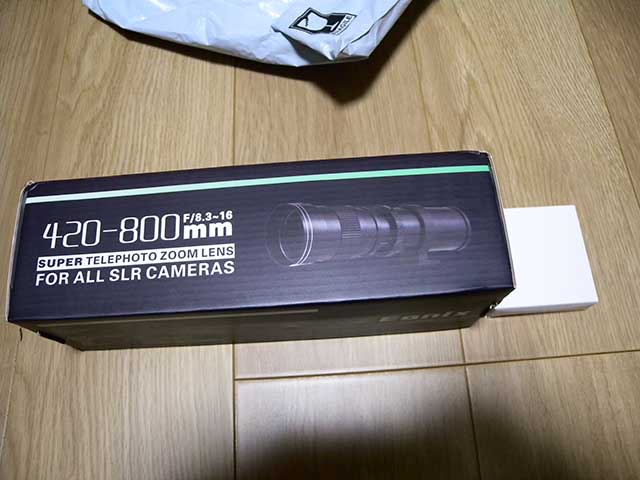 F/8.3~16
420-800mm
SUPER TELEPHOTO ZOOM LENS
FOR ALL SLR CAMERAS